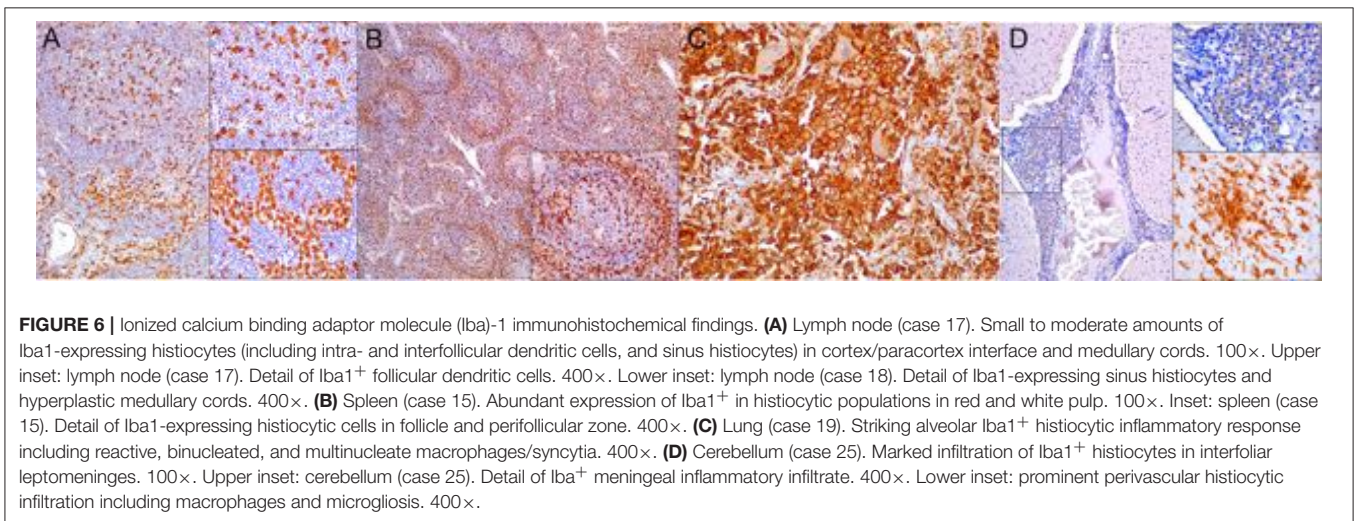 A B C D
FIGURE 6 | Ionized calcium binding adaptor molecule (Iba)-1 immunohistochemical findings. (A) Lymph node (case 17). Small to moderate amounts of
Iba1-expressing histiocytes (including intra- and interfollicular dendritic cells, and sinus histiocytes) in cortex/paracortex interface and medullary cords. 100×. Upper
inset: lymph node (case 17). Detail of Iba1+ follicular dendritic cells. 400×. Lower inset: lymph node (case 18). Detail of Iba1-expressing sinus histiocytes and
hyperplastic medullary cords. 400×. (B) Spleen (case 15). Abundant expression of Iba1+ in histiocytic populations in red and white pulp. 100×. Inset: spleen (case
15). Detail of Iba1-expressing histiocytic cells in follicle and perifollicular zone. 400×. (C) Lung (case 19). Striking alveolar Iba1+ histiocytic inflammatory response
including reactive, binucleated, and multinucleate macrophages/syncytia. 400×. (D) Cerebellum (case 25). Marked infiltration of Iba1+ histiocytes in interfoliar
leptomeninges. 100×. Upper inset: cerebellum (case 25). Detail of Iba+ meningeal inflammatory infiltrate. 400×. Lower inset: prominent perivascular histiocytic
infiltration including macrophages and microgliosis. 400×.